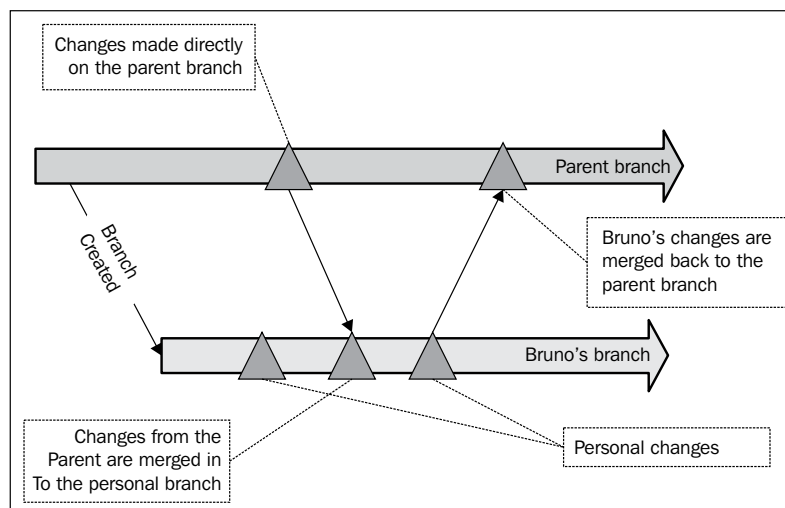 Changes made directly
on the parent branch
Parent branch
Branch
Created
Bruno's changes are
merged back to the
parent branch
Bruno's branch
Changes from the
Parent are merged in
To the personal branch
Personal changes